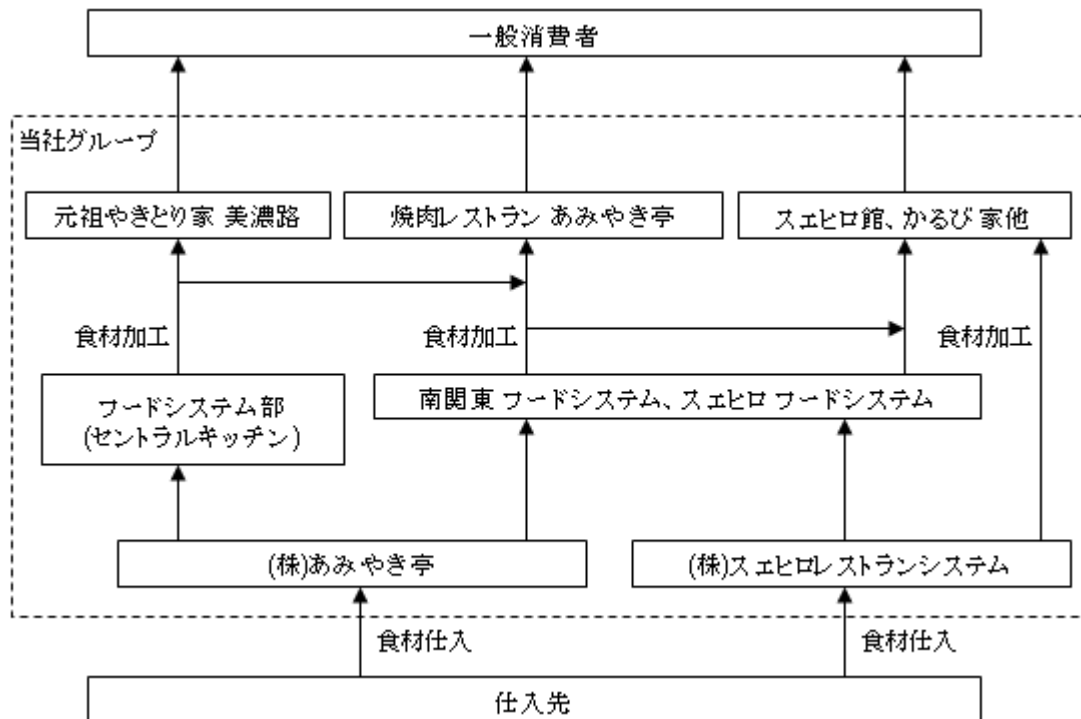 一般消費者
当社グループ
元祖やきとり家 美濃路
焼肉レストラン あみやき亭
スエヒロ館、かるび家他
食材加工
食材加工
食材加工
フードシステム部
(セントラルキッチン)
南関東フードシステム、スエヒロフードシステム
(株)あみやき亭
(株)スエヒロレストランシステム
食材仕入
食材仕入
仕入先